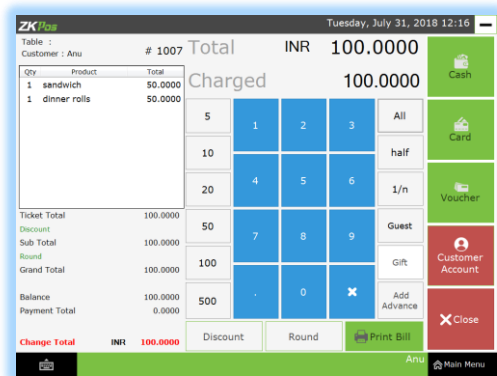 ZKPos Tuesday, July 31, 2018 12:16
Table :
Customer : Anu # 1007
Total INR 100.0000
Charged 100.0000
Qty Product Total
1 sandwich 50.0000
1 dinner rolls 50.0000
Ticket Total 100.0000
Discount
Sub Total 100.0000
Round
Grand Total 100.0000
Balance 100.0000
Payment Total 0.0000
Change Total INR 100.0000
5 1 2 3 All
10 half
20 4 5 6 1/n
50 7 8 9 Guest
100 Gift
500 . 0 Add Advance
Discount Round Print Bill
Cash
Card
Voucher
Customer
Account
Close
Anu Main Menu